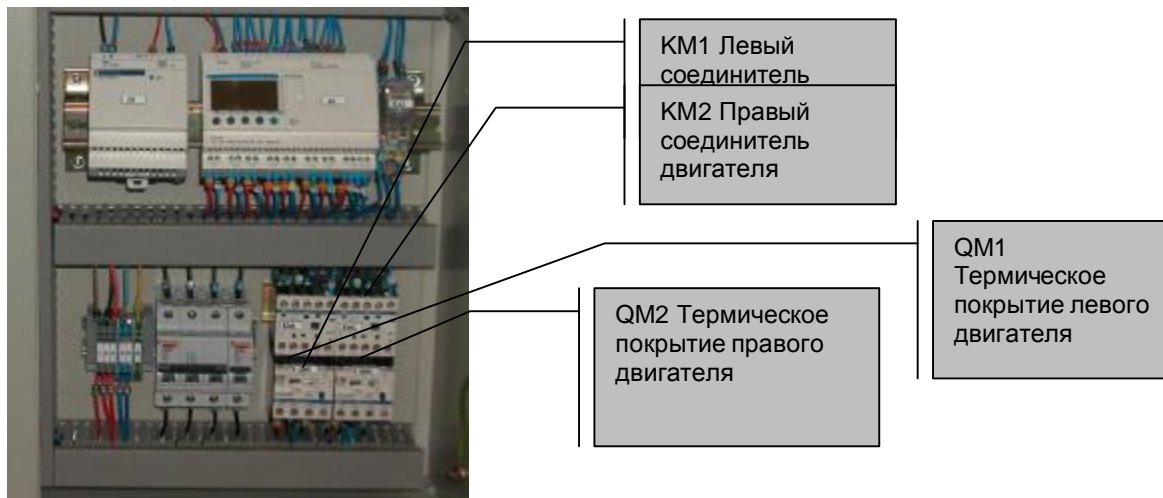 KM1 Левый
соединитель
KM2 Правый
соединитель
двигателя
QM1
Термическое
покрытие левого
двигателя
QM2 Термическое
покрытие правого
двигателя